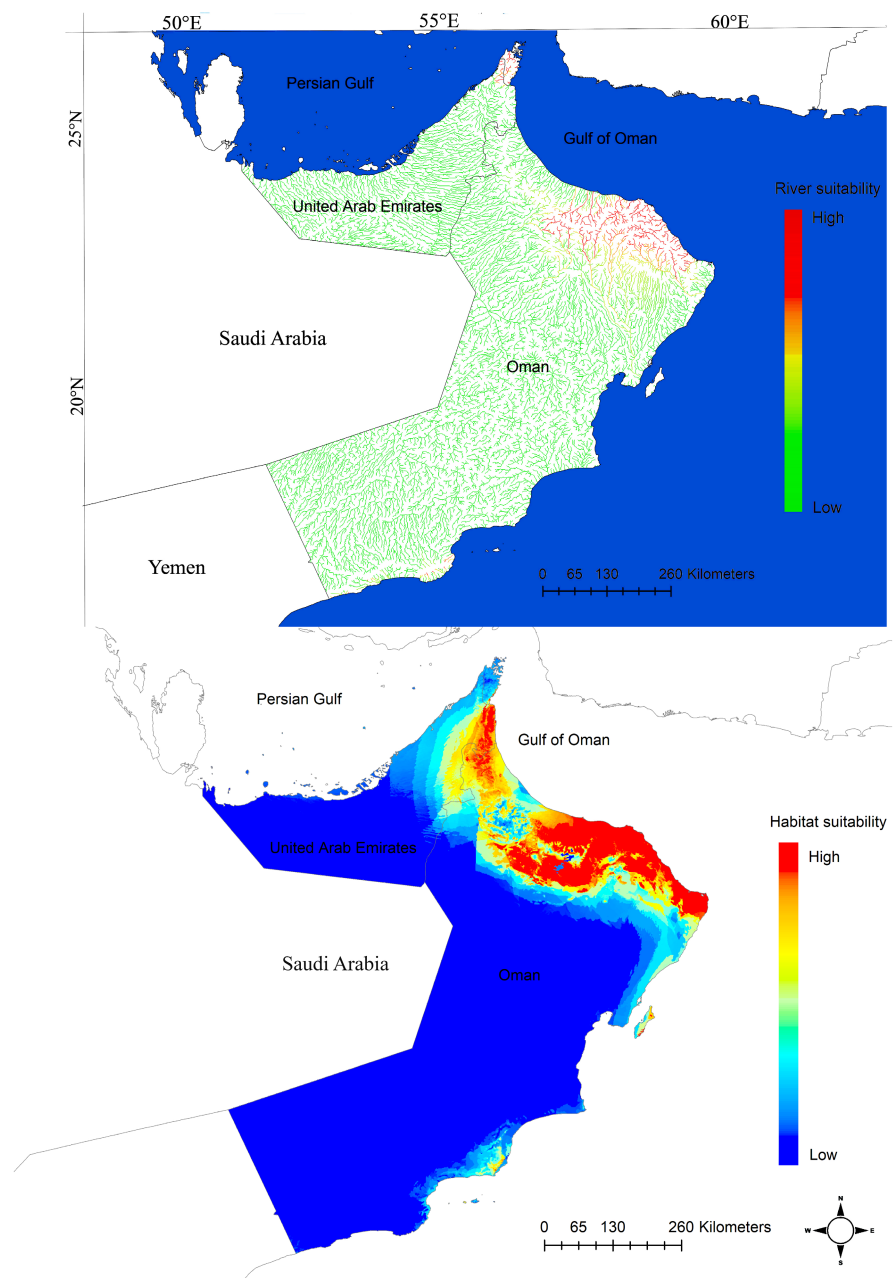 50°E 55°E 60°E
Persian Gulf
25°N
Gulf of Oman
River suitability
United Arab Emirates
High
Saudi Arabia
Oman
20°N
Low
Yemen
0 65 130 260 Kilometers
Persian Gulf
Gulf of Oman
Habitat suitability
United Arab Emirates
High
Saudi Arabia
Oman
Low
N
W E
S
0 65 130 260 Kilometers